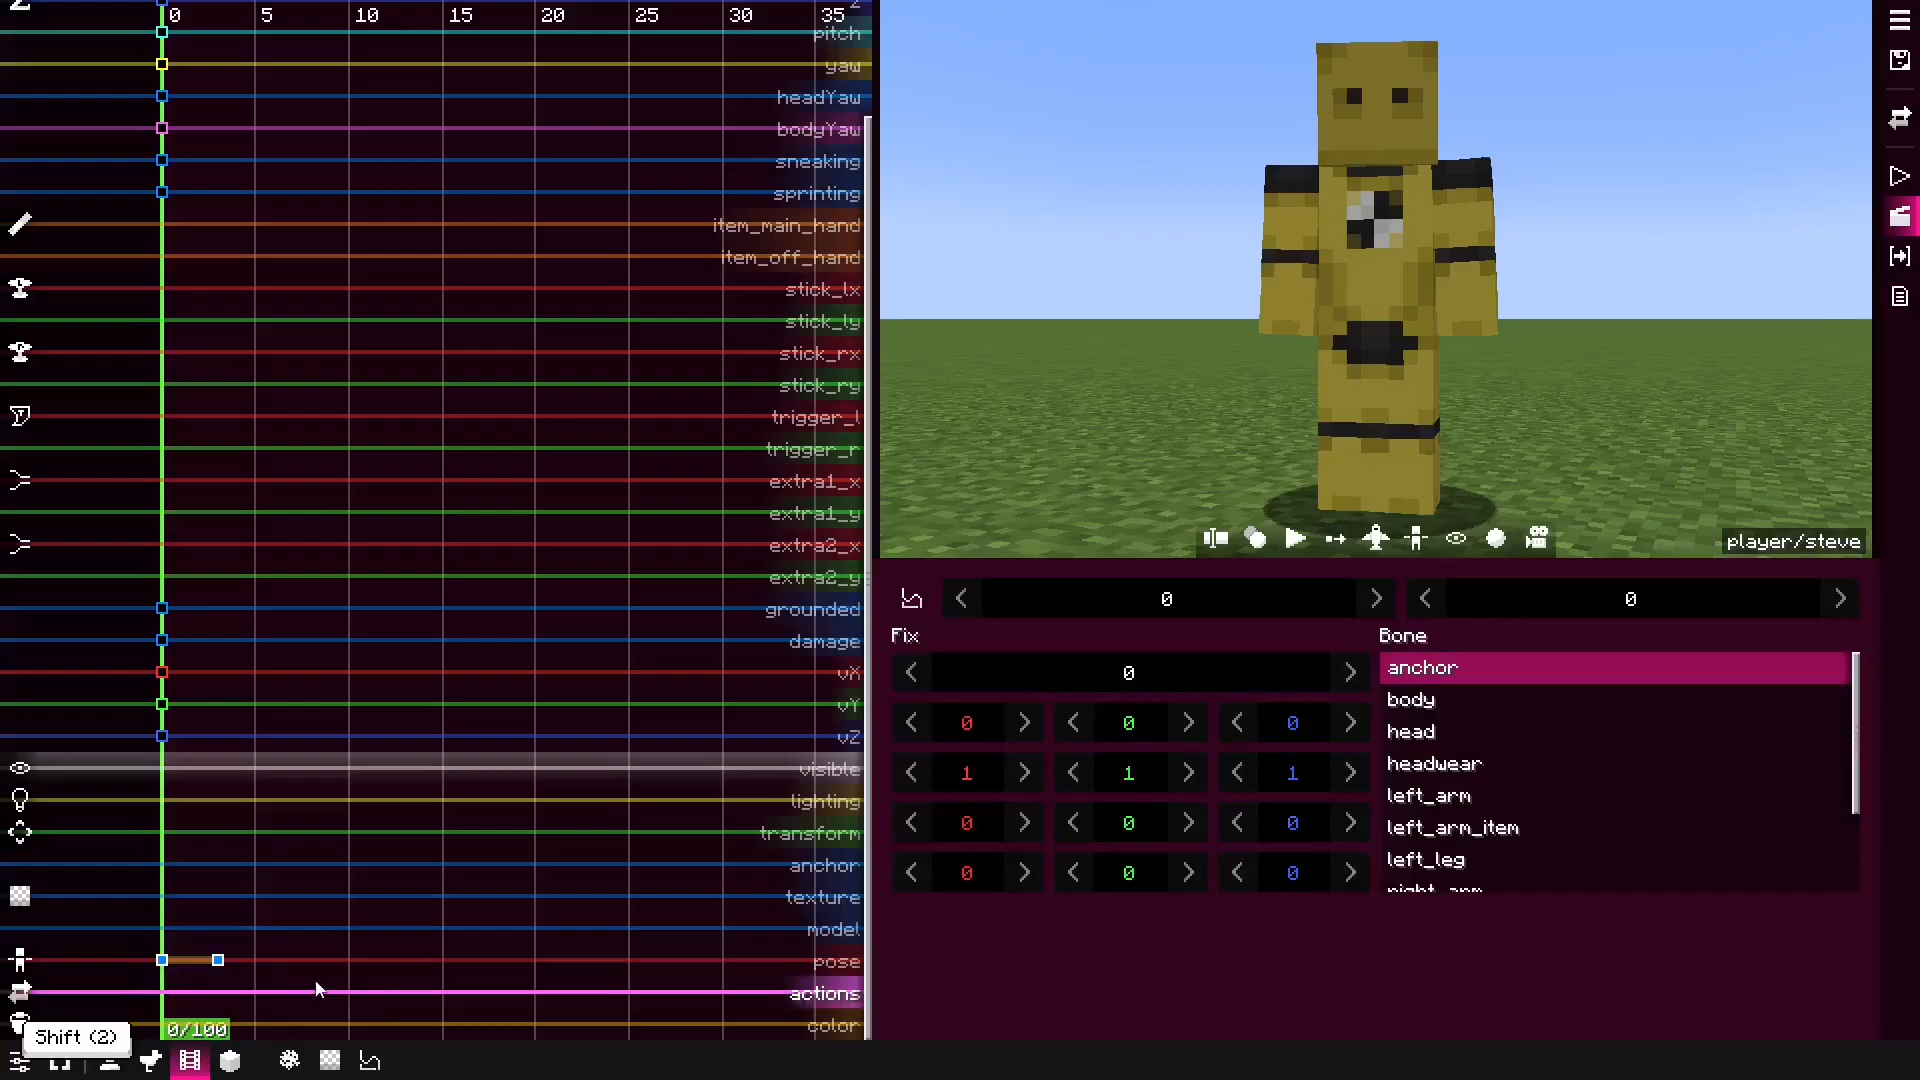 0 5 10 15 20 25 30 35
pitch
yaw
headYaw
bodyYaw
sneaking
sprinting
item_main_hand
item_off_hand
stick_lx
stick_ly
stick_rx
stick_ry
trigger_l
trigger_r
extra1_x
extra1_y
extra2_x
extra2_y
grounded
damage
vX
vY
vZ
visible
lighting
transform
anchor
texture
model
pose
actions
color
0/100
Shift (2)
player/steve
0 0
Fix
0
0 0 0
1 1 1
0 0 0
0 0 0
Bone
anchor
body
head
headwear
left_arm
left_arm_item
left_leg
right_arm